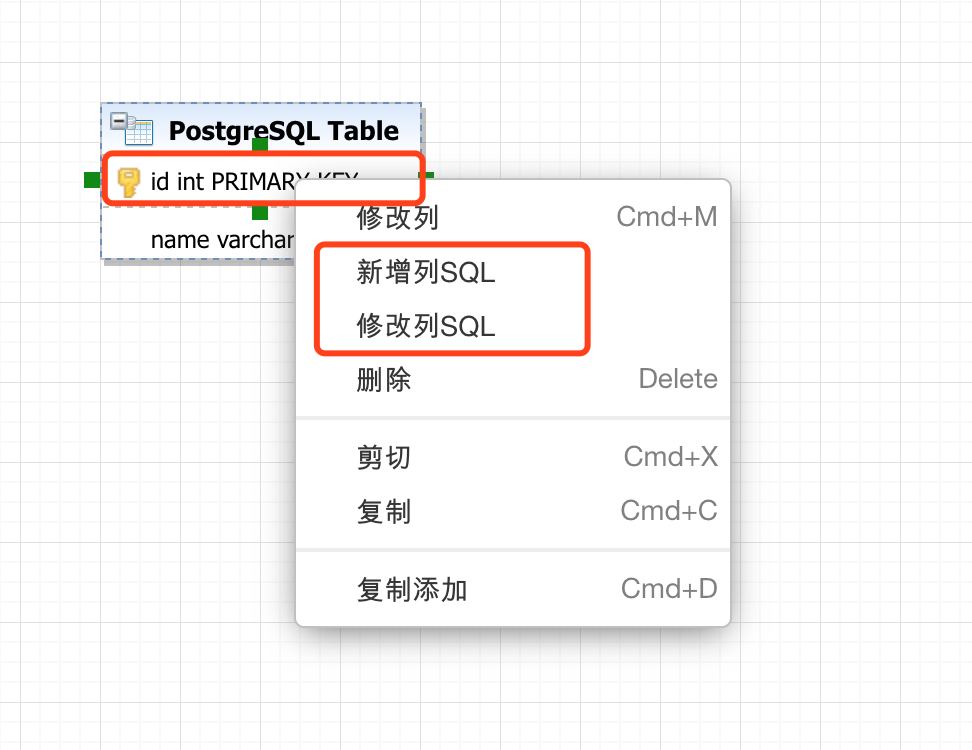 PostgreSQL Table
id int PRIMARY KEY
name varchar
修改列 Cmd+M
新增列SQL
修改列SQL
删除 Delete
剪切 Cmd+X
复制 Cmd+C
复制添加 Cmd+D